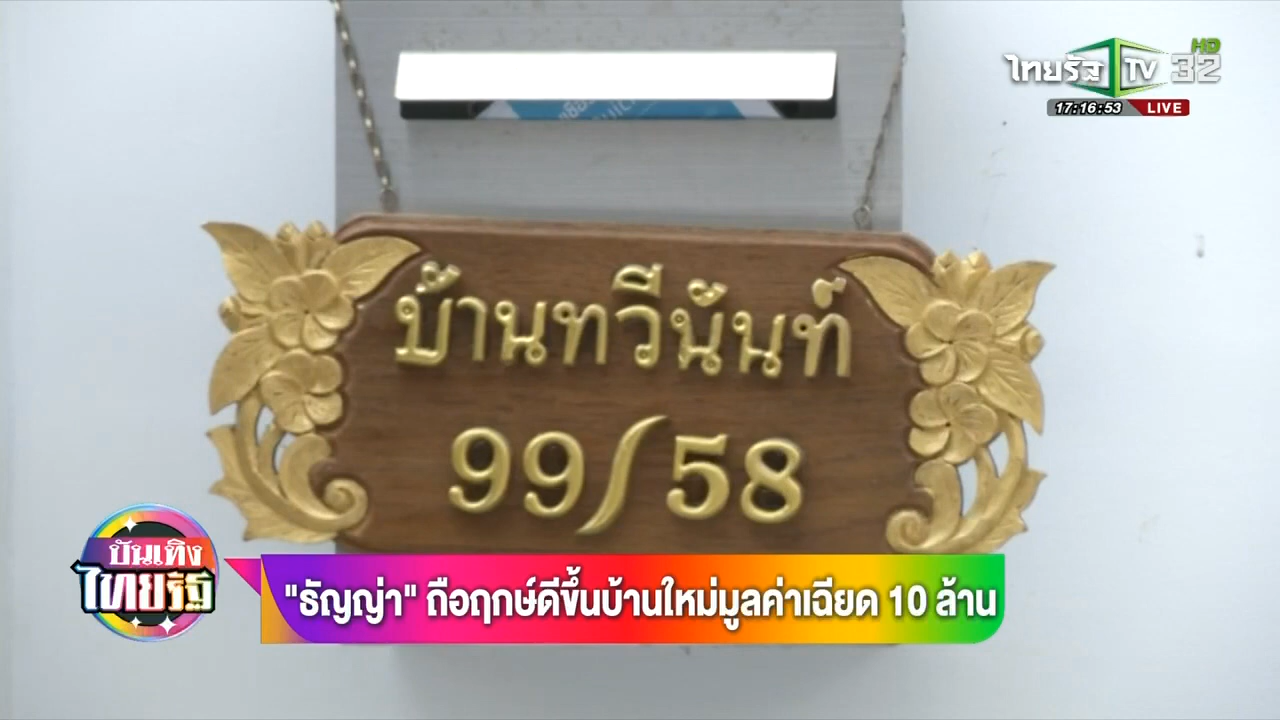 HD
ไทยรัฐ TV 32
17:16:53 LIVE
บ้านทวีนันท์
99/58
บันเทิง
ไทยรัฐ
"ธัญญ่า" ถือฤกษ์ดีขึ้นบ้านใหม่มูลค่าเฉียด 10 ล้าน